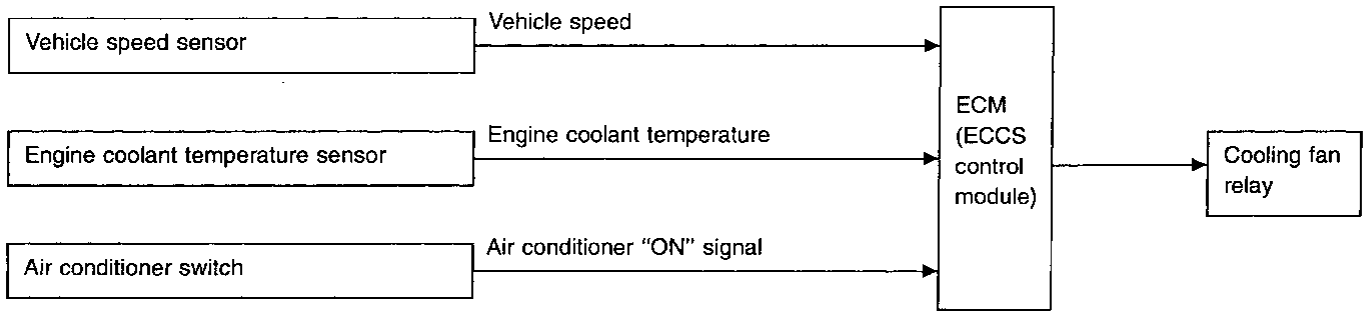 Vehicle speed sensor
Vehicle speed
Engine coolant temperature sensor
Engine coolant temperature
Air conditioner switch
Air conditioner “ON” signal
ECM
(ECCS
control
module)
Cooling fan
relay